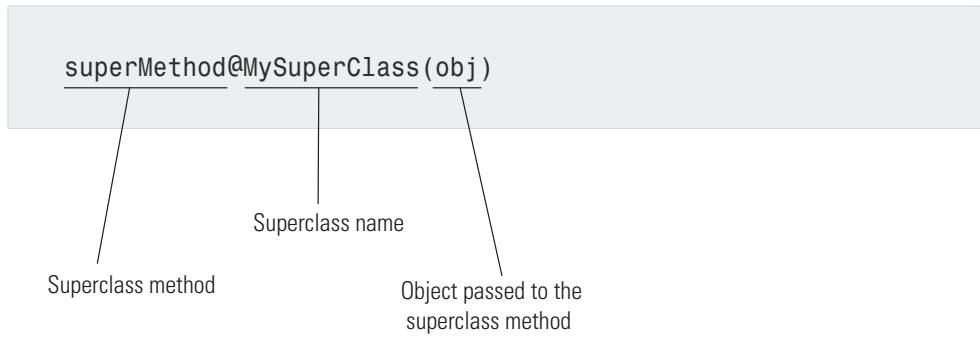 superMethod@MySuperClass(obj)
Superclass name
Superclass method
Object passed to the
superclass method